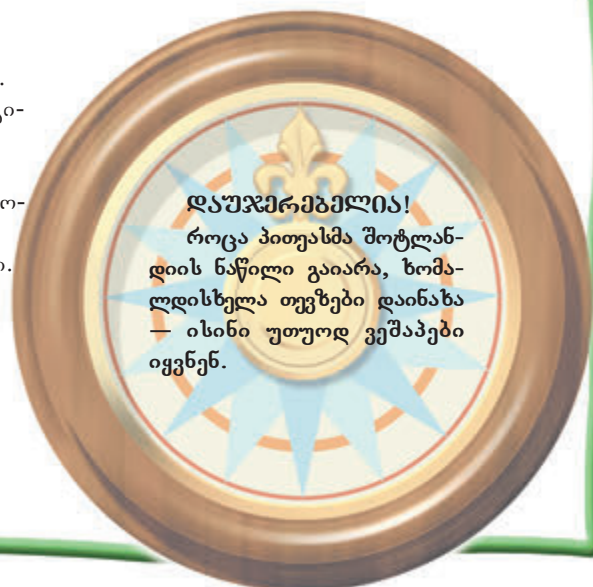 დაუჯერებელია!
როცა პითეასმა შოტლან-
დიის ნაწილი გაიარა, ხომა-
ლდისხელა თევზები დაინახა
— ისინი უთუოდ ვეშაპები
იყვნენ.